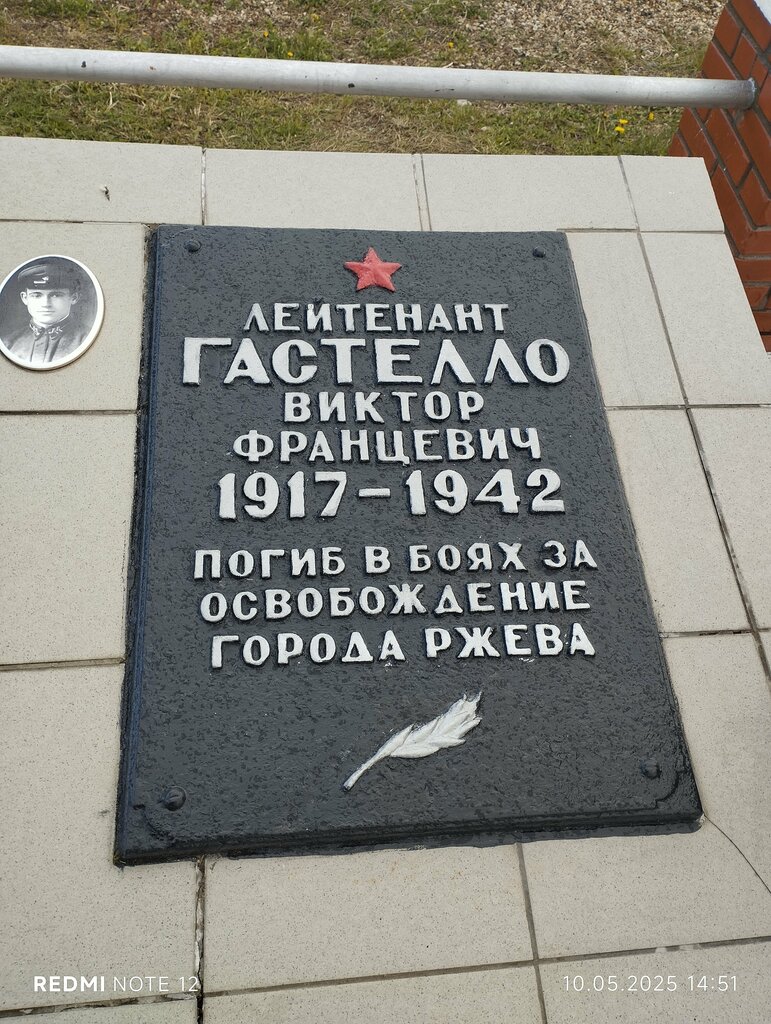 ЛЕЙТЕНАНТ
ГАСТЕЛЛО
ВИКТОР
ФРАНЦЕВИЧ
1917-1942
ПОГИБ В БОЯХ ЗА
ОСВОБОЖДЕНИЕ
ГОРОДА РЖЕВА
REDMI NOTE 12
10.05.2025 14:51